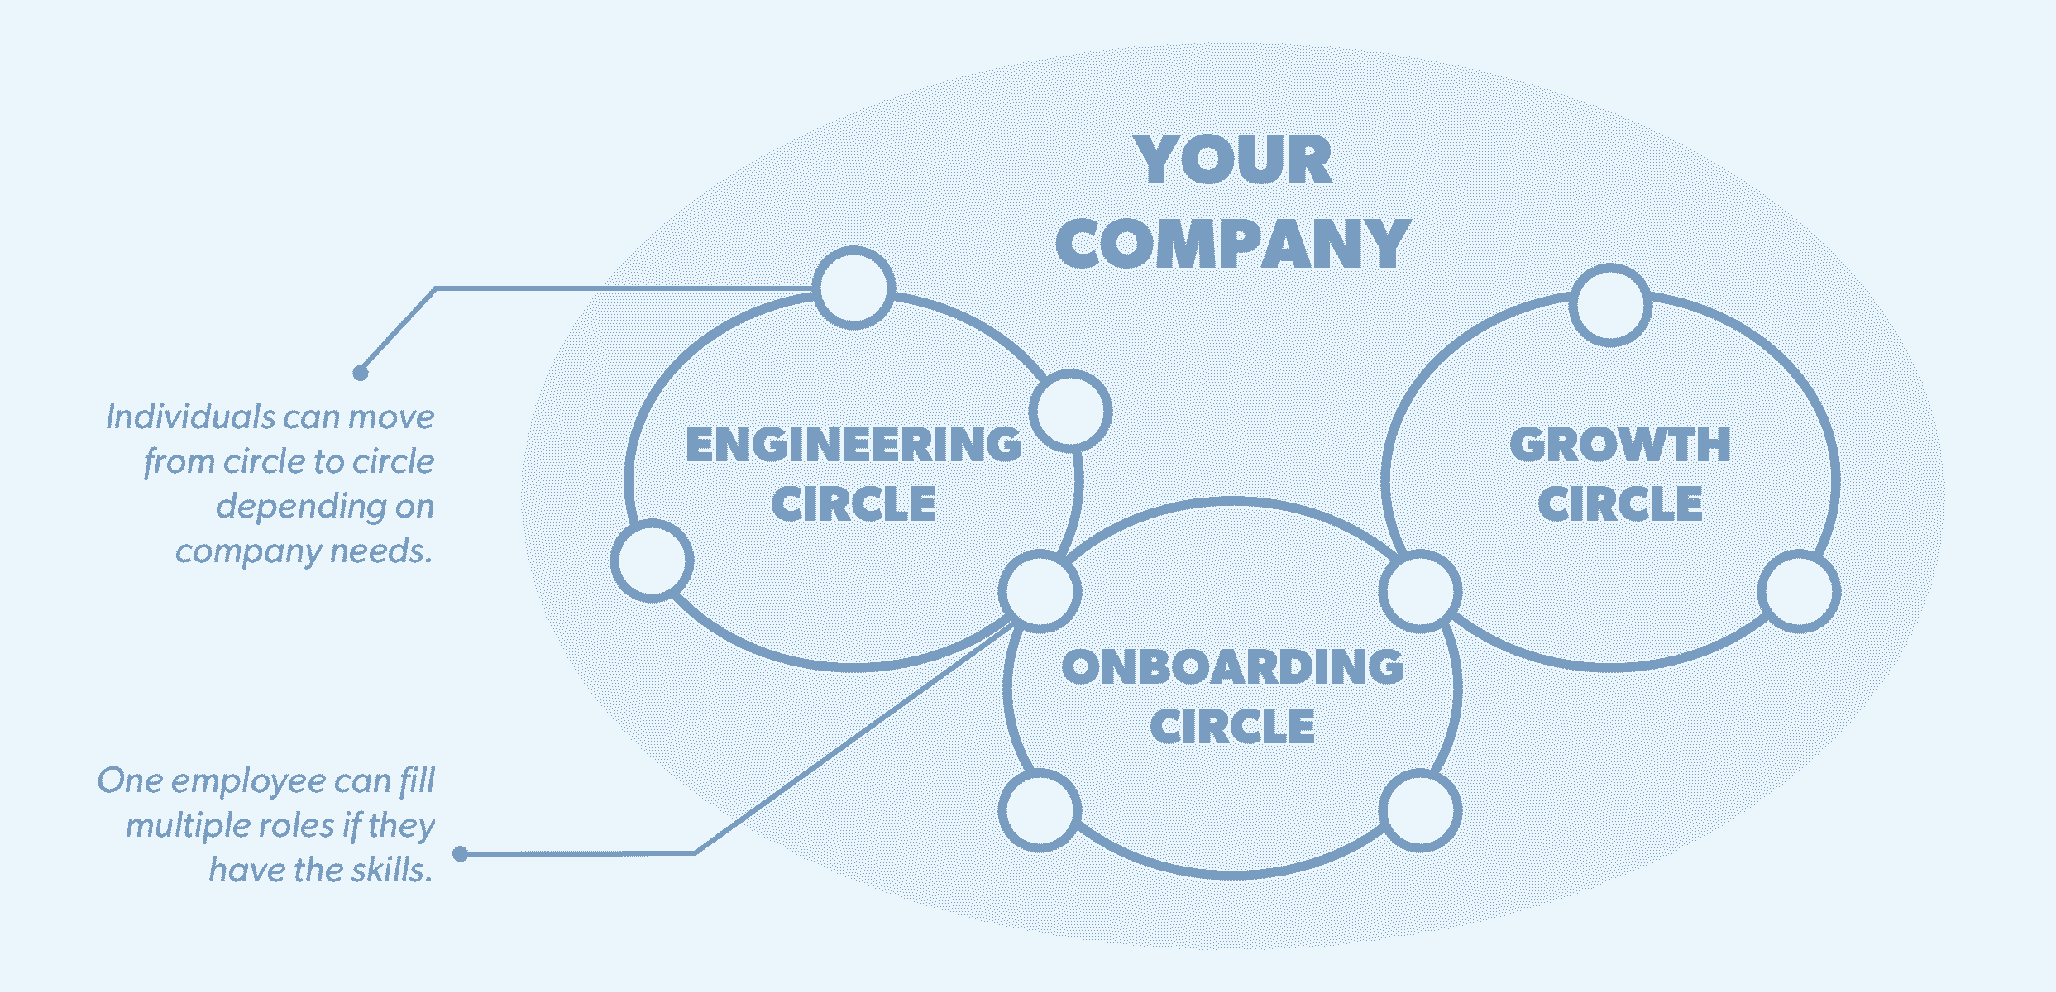 YOUR
COMPANY
ENGINEERING
CIRCLE
GROWTH
CIRCLE
ONBOARDING
CIRCLE
Individuals can move
from circle to circle
depending on
company needs.
One employee can fill
multiple roles if they
have the skills.